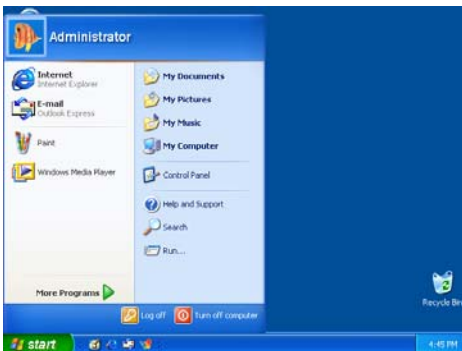 Administrator
Internet
Internet Explorer
E-mail
Outlook Express
Paint
Windows Media Player
More Programs
My Documents
My Pictures
My Music
My Computer
Control Panel
Help and Support
Search
Run...
Log off
Turn off computer
Recycle Bin
start
4:45 PM